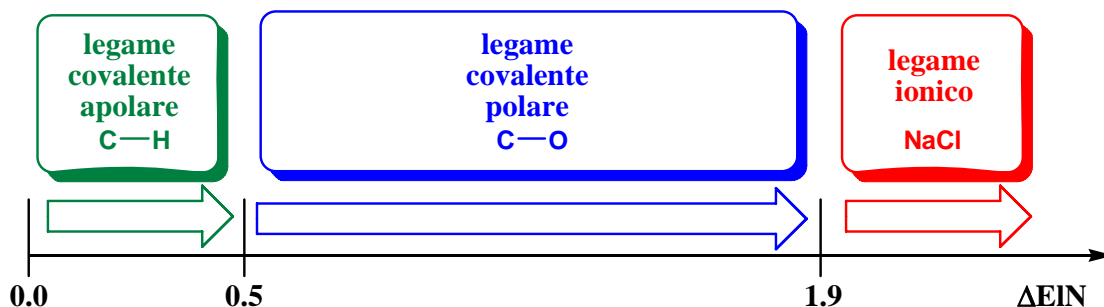 legame
covalente
apolare
C—H
legame
covalente
polare
C—O
legame
ionico
NaCl
0.0
0.5
1.9
ΔElN